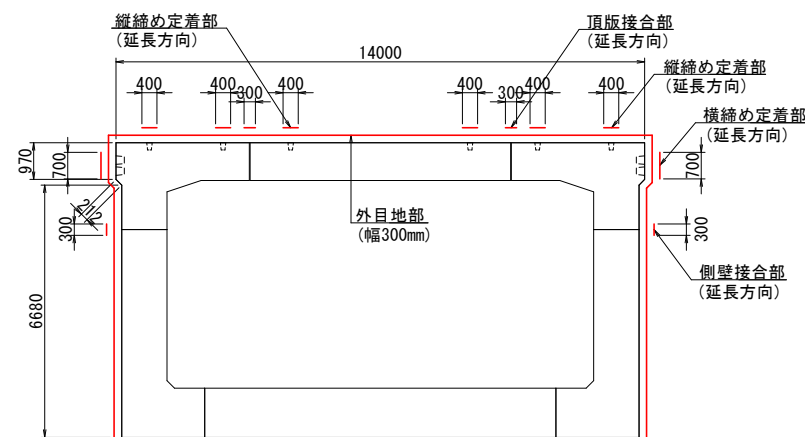 縦締め定着部
(延長方向)
頂版接合部
(延長方向)
14000
縦締め定着部
(延長方向)
400
400
300
400
400
300
400
400
横締め定着部
(延長方向)
970
700
700
212
外目地部
(幅300mm)
300
300
側壁接合部
(延長方向)
6680